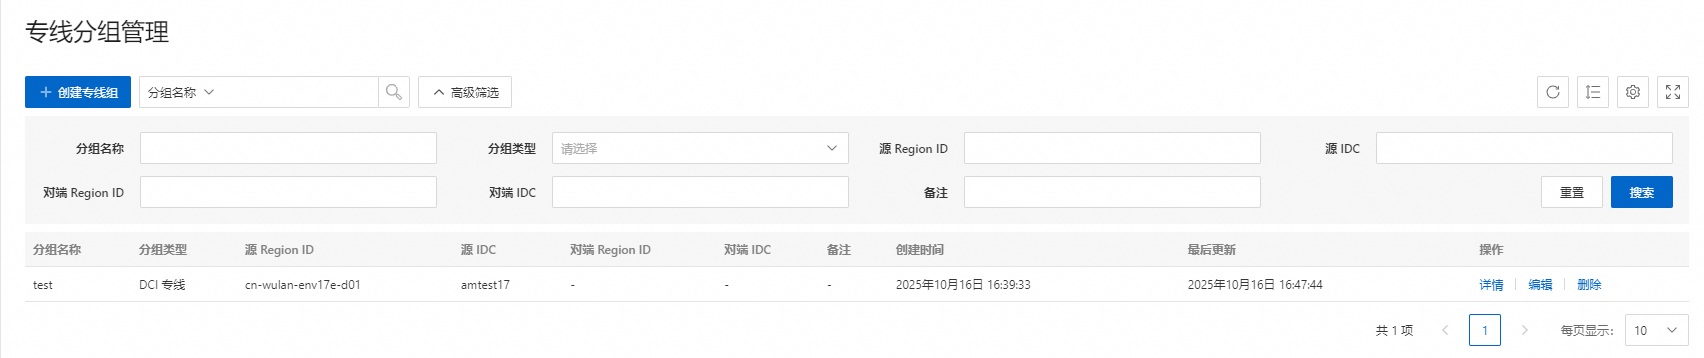 专线分组管理
创建专线组 分组名称 高级筛选
分组名称 分组类型 请选择 源 Region ID 源 IDC
对端 Region ID 对端 IDC 备注 重置 搜索
分组名称 分组类型 源 Region ID 源 IDC 对端 Region ID 对端 IDC 备注 创建时间 最后更新 操作
test DCI 专线 cn-wulan-env17e-d01 amtest17 - - - 2025年10月16日 16:39:33 2025年10月16日 16:47:44 详情 编辑 删除
共 1 项 1 每页显示: 10